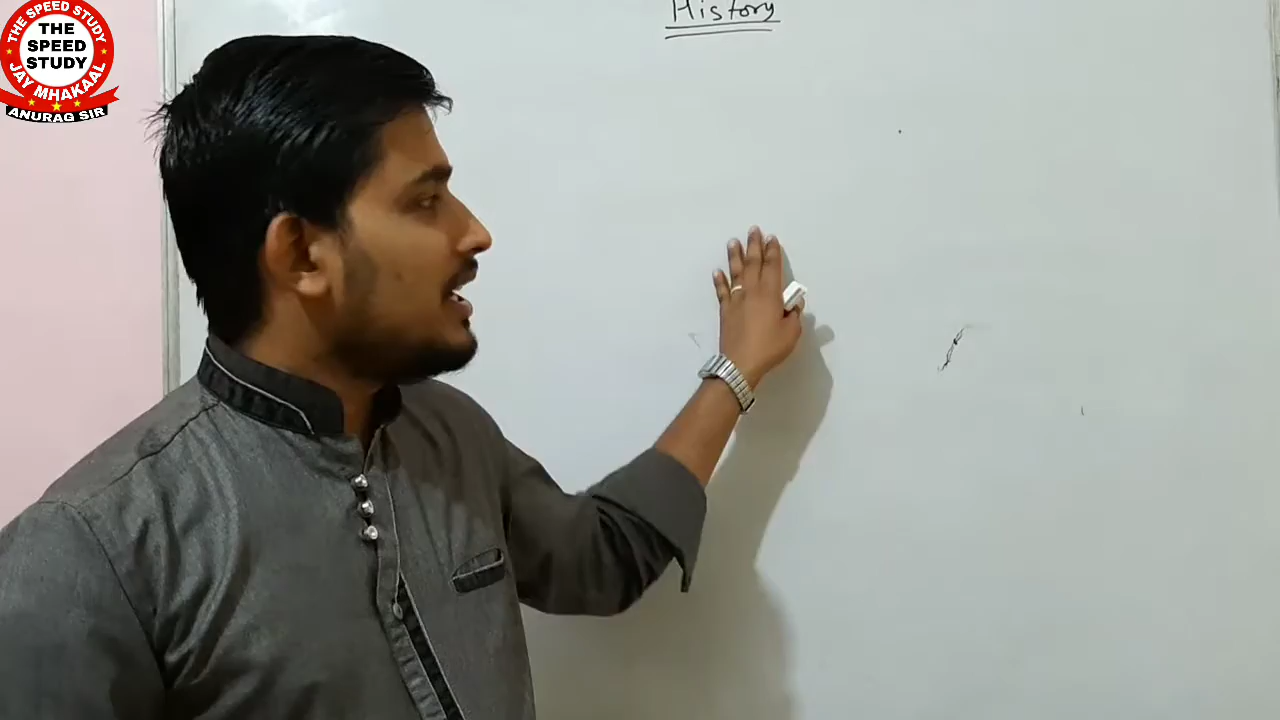 THE SPEED STUDY
THE
SPEED
STUDY
JAY MHAKAAL
ANURAG SIR
History